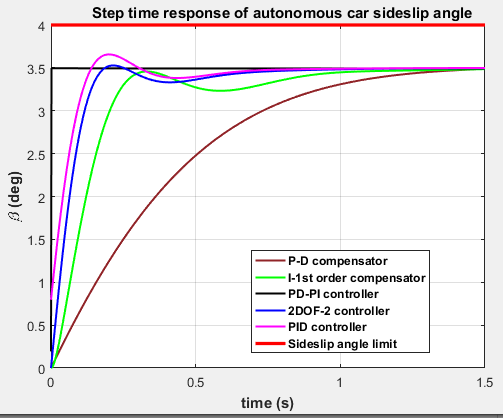 Step time response of autonomous car sideslip angle
4
3.5
3
2.5
2
1.5
1
0.5
0
β (deg)
P-D compensator
I-1st order compensator
PD-PI controller
2DOF-2 controller
PID controller
Sideslip angle limit
0 0.5 1 1.5
time (s)